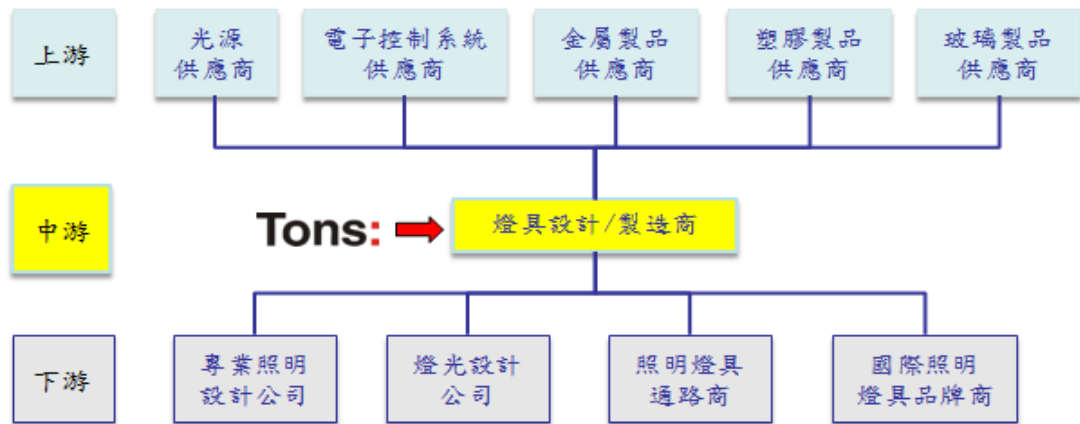 上游
光源
供應商
電子控制系統
供應商
金屬製品
供應商
塑膠製品
供應商
玻璃製品
供應商
中游
Tons:
燈具設計/製造商
下游
專業照明
設計公司
燈光設計
公司
照明燈具
通路商
國際照明
燈具品牌商